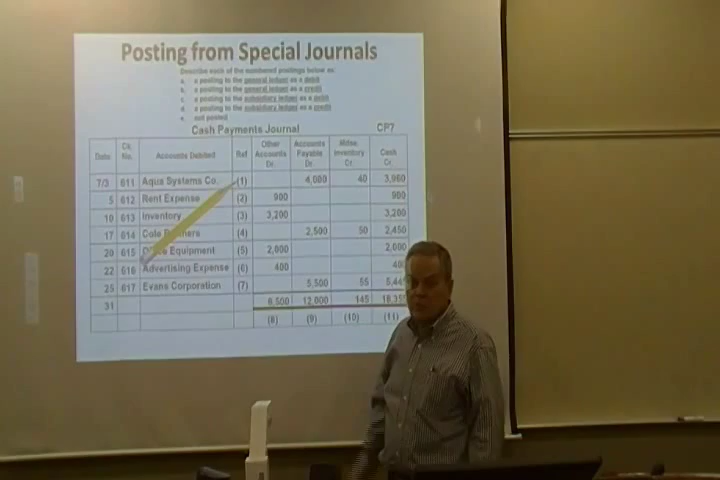 Posting from Special Journals
Describe each of the numbered postings below as:
a. a posting to the general ledger as a debit
b. a posting to the general ledger as a credit
c. a posting to the subsidiary ledger as a debit
d. a posting to the subsidiary ledger as a credit
e. not posted
Cash Payments Journal CP7
Date Ck. No. Accounts Debited Ref Other Accounts Dr. Accounts Payable Dr. Mdse. Inventory Cr. Cash Cr.
7/3 611 Aqua Systems Co. (1) 4,000 40 3,960
5 612 Rent Expense (2) 900 900
10 613 Inventory (3) 3,200 3,200
17 614 Cole (4) 2,500 50 2,450
20 615 Equipment (5) 2,000 2,000
22 616 Advertising Expense (6) 400
25 617 Evans Corporation (7) 5,500 55
31 6,500 12,000 145
(8) (9) (10) (11)